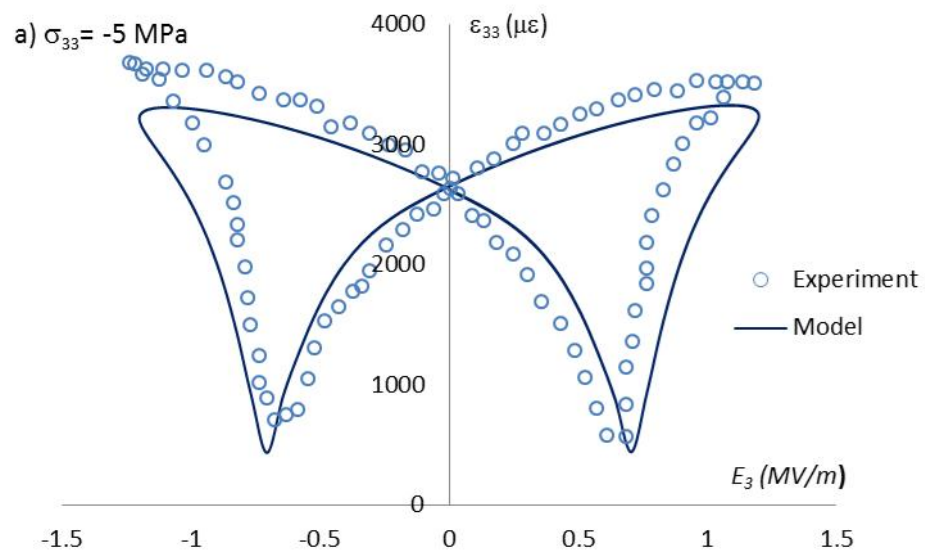 a) σ33= -5 MPa
ε33 (με)
4000
3000
2000
1000
0
-1.5 -1 -0.5 0 0.5 1 1.5
E3 (MV/m)
Experiment
Model